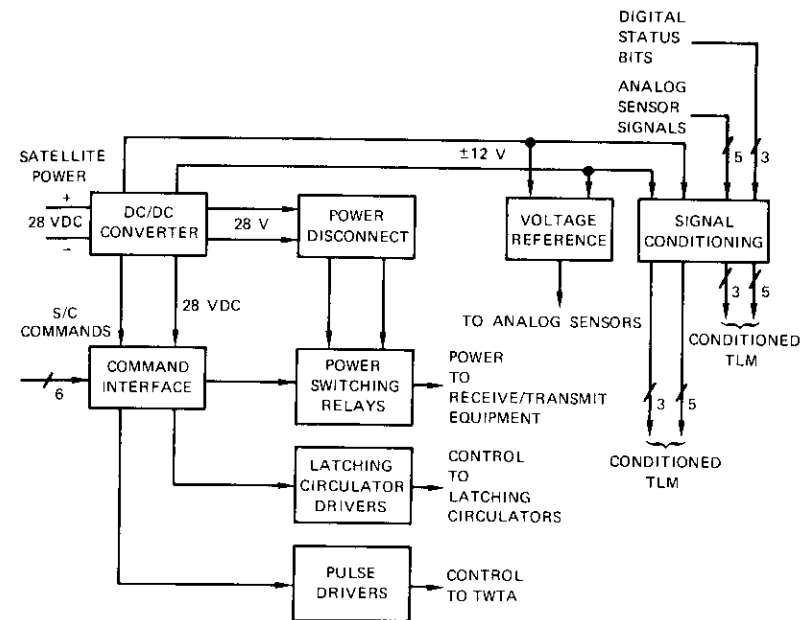 DIGITAL
STATUS
BITS
ANALOG
SENSOR
SIGNALS
5
3
±12 V
SATELLITE
POWER
+
28 VDC
−
DC/DC
CONVERTER
28 V
POWER
DISCONNECT
VOLTAGE
REFERENCE
SIGNAL
CONDITIONING
3
5
CONDITIONED
TLM
28 VDC
TO ANALOG SENSORS
S/C
COMMANDS
6
COMMAND
INTERFACE
POWER
SWITCHING
RELAYS
POWER
TO
RECEIVE/TRANSMIT
EQUIPMENT
3
5
CONDITIONED
TLM
LATCHING
CIRCULATOR
DRIVERS
CONTROL
TO
LATCHING
CIRCULATORS
PULSE
DRIVERS
CONTROL
TO TWTA